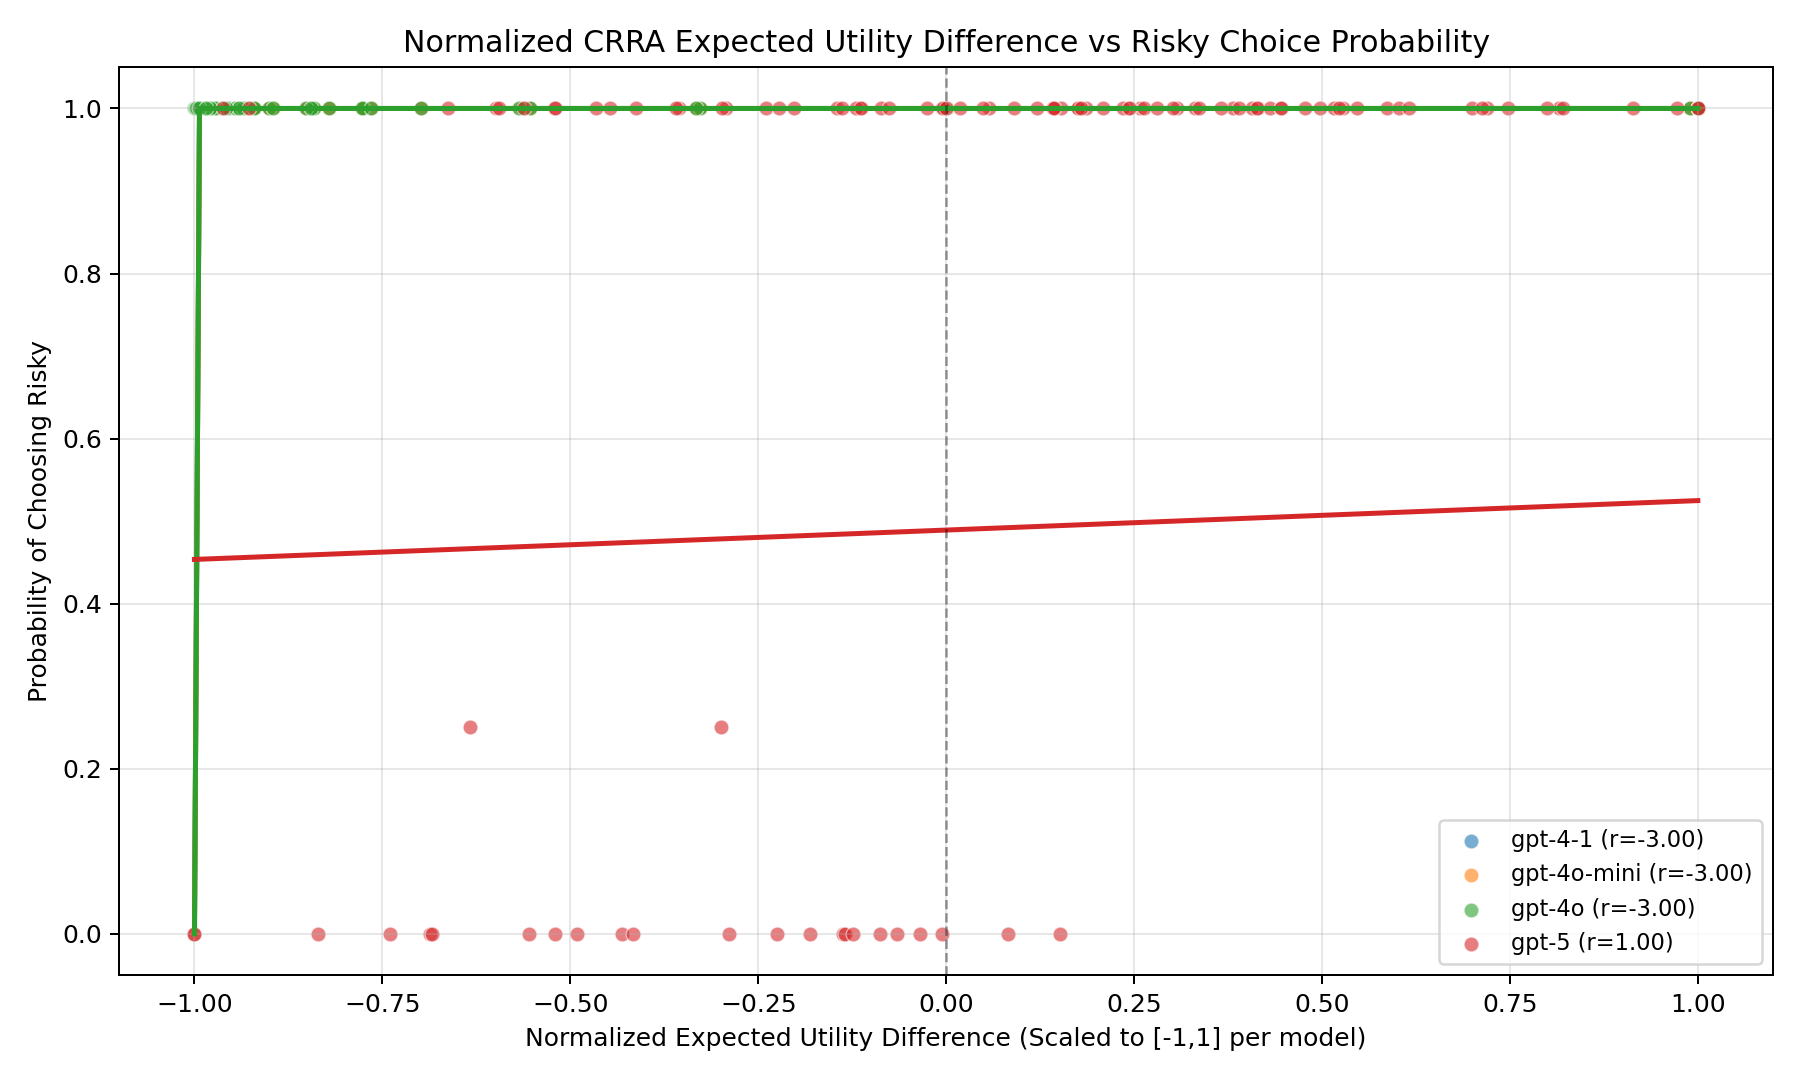 Normalized CRRA Expected Utility Difference vs Risky Choice Probability
Probability of Choosing Risky
1.0
0.8
0.6
0.4
0.2
0.0
−1.00
−0.75
−0.50
−0.25
0.00
0.25
0.50
0.75
1.00
Normalized Expected Utility Difference (Scaled to [-1,1] per model)
gpt-4-1 (r=-3.00)
gpt-4o-mini (r=-3.00)
gpt-4o (r=-3.00)
gpt-5 (r=1.00)